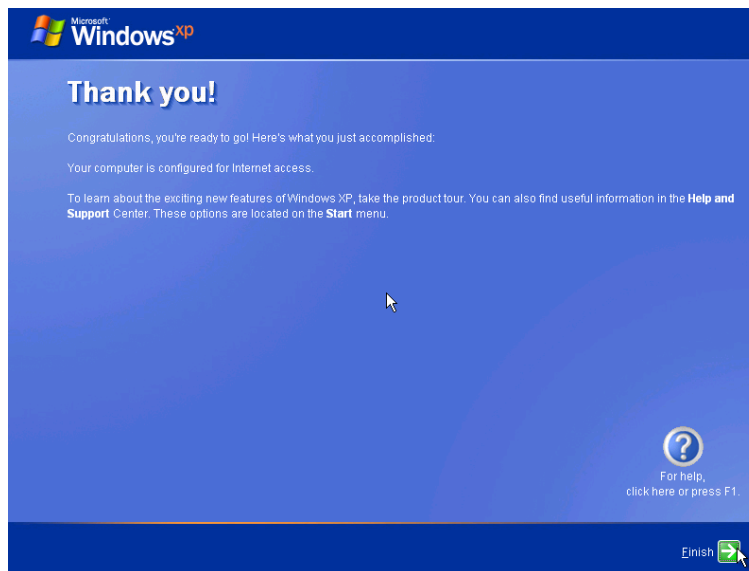 Microsoft
Windows xp
Thank you!
Congratulations, you're ready to go! Here's what you just accomplished:
Your computer is configured for Internet access.
To learn about the exciting new features of Windows XP, take the product tour. You can also find useful information in the Help and
Support Center. These options are located on the Start menu.
?
For help,
click here or press F1.
Finish